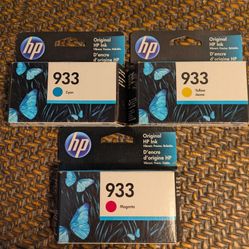 hp
Original
HP Ink
D'encre
d'origine HP
933
Cyan
hp
Original
HP Ink
D'encre
d'origine HP
933
Yellow
Jaune
hp
Original
HP Ink
D'encre
d'origine HP
933
Magenta